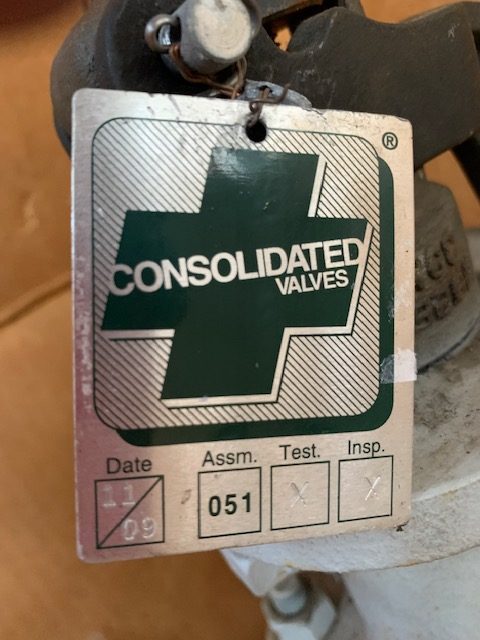 ®
CONSOLIDATED
VALVES
Date Assm. Test. Insp.
11/09 051 X X